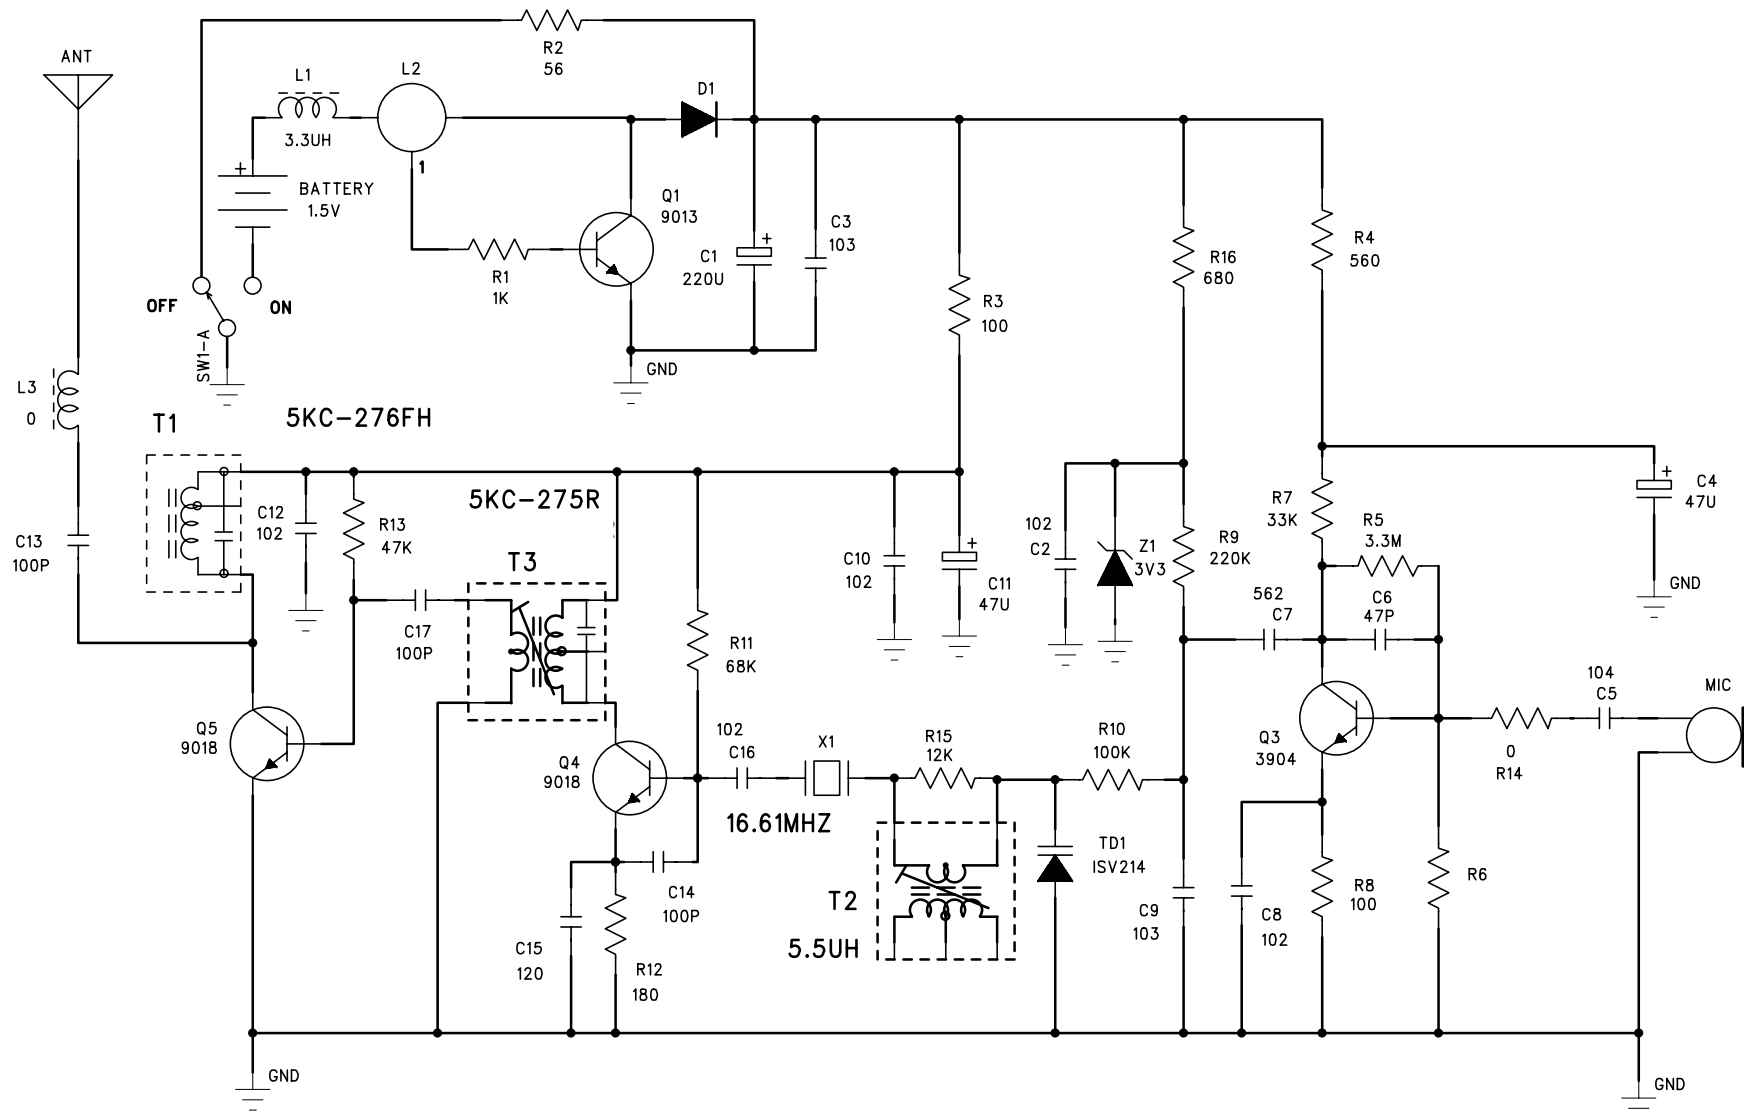 ANT
R2
56
L1
3.3UH
L2
1
D1
BATTERY
1.5V
+
Q1
9013
R1
1K
+
C1
220U
C3
103
R3
100
R16
680
R4
560
OFF
ON
SW1-A
GND
L3
0
T1
5KC-276FH
5KC-275R
C13
100P
C12
102
R13
47K
T3
C17
100P
R11
68K
C10
102
+
C11
47U
102
C2
Z1
3V3
R9
220K
R7
33K
R5
3.3M
+
C4
47U
GND
562
C7
C6
47P
Q5
9018
Q4
9018
102
C16
X1
16.61MHZ
R15
12K
R10
100K
Q3
3904
0
R14
104
C5
MIC
C14
100P
C15
120
R12
180
T2
5.5UH
TD1
ISV214
C9
103
C8
102
R8
100
R6
GND
GND